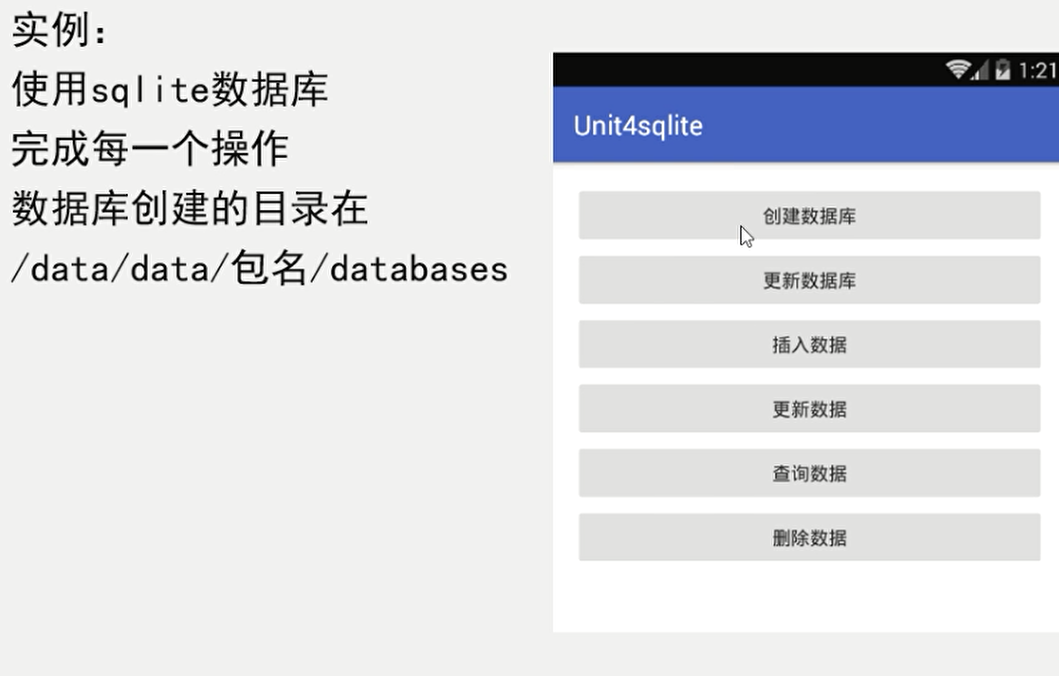 实例：
使用sqlite数据库
完成每一个操作
数据库创建的目录在
/data/data/包名/databases
1:21
Unit4sqlite
创建数据库
更新数据库
插入数据
更新数据
查询数据
删除数据